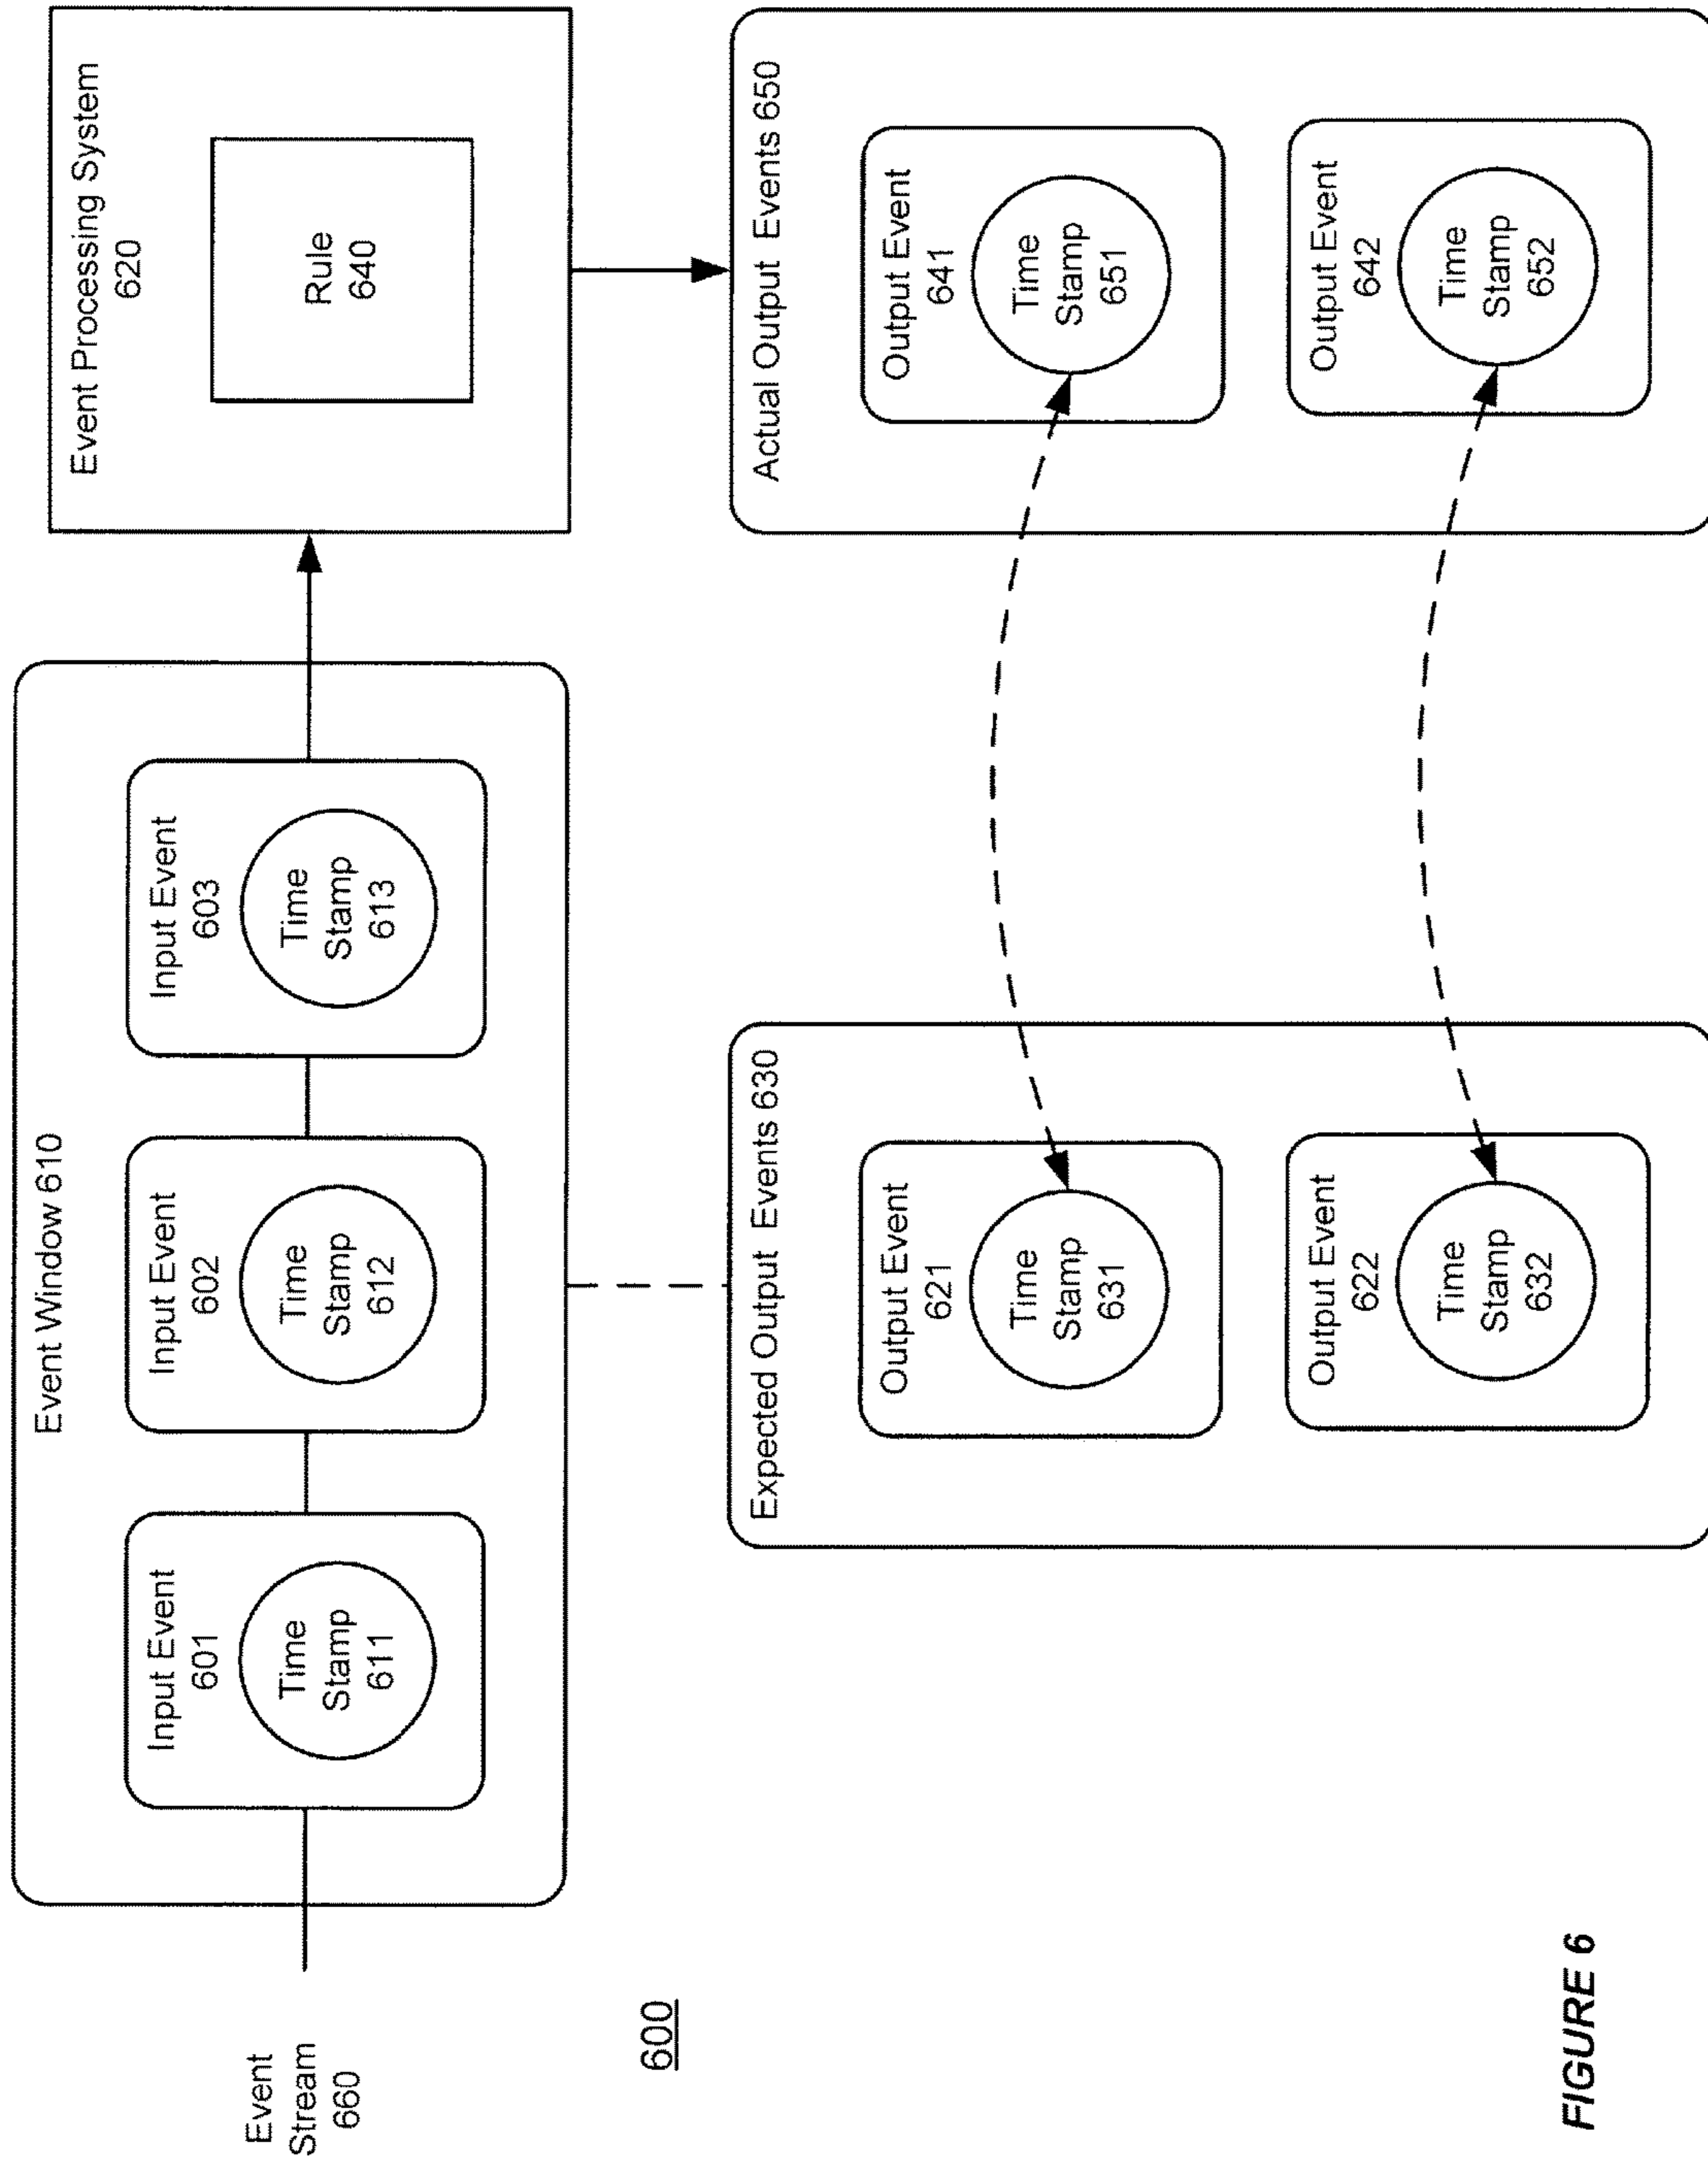 Event Window 610
Event Processing System
620
Event
Stream
660
Input Event
601
Time
Stamp
611
Input Event
602
Time
Stamp
612
Input Event
603
Time
Stamp
613
Rule
640
600
Expected Output Events 630
Output Event
621
Time
Stamp
631
Output Event
622
Time
Stamp
632
Actual Output Events 650
Output Event
641
Time
Stamp
651
Output Event
642
Time
Stamp
652
FIGURE 6